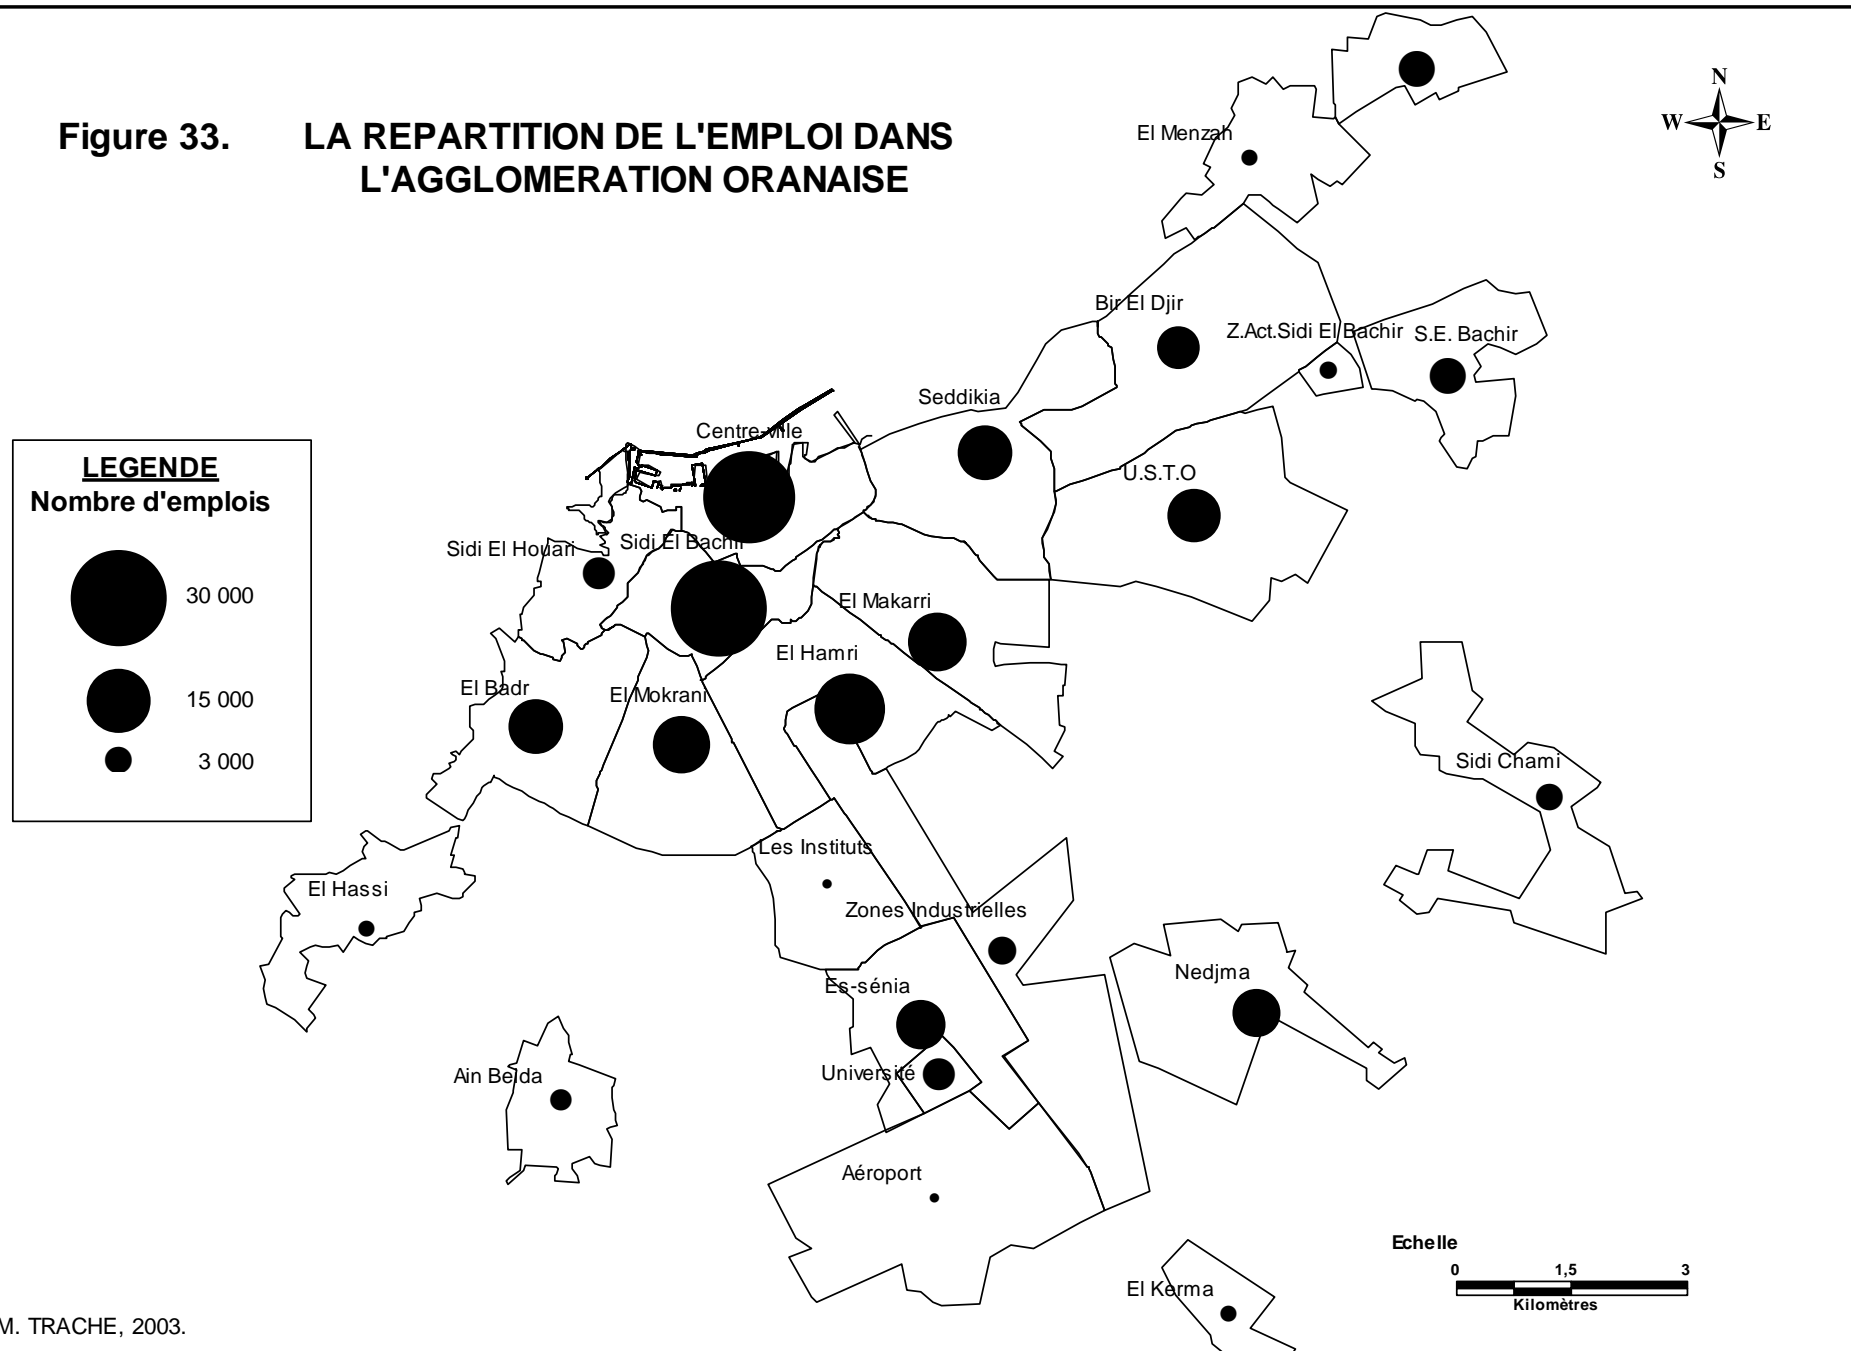 Figure 33. LA REPARTITION DE L'EMPLOI DANS
L'AGGLOMERATION ORANAISE
N
W E
S
El Menzah
Bir El Djir
Z.Act.Sidi El Bachir
S.E. Bachir
Seddikia
Centre-ville
U.S.T.O
LEGENDE
Nombre d'emplois
30 000
15 000
3 000
Sidi El Houari
Sidi El Bachir
El Makarri
El Hamri
El Badr
El Mokrani
Sidi Chami
Les Instituts
El Hassi
Zones Industrielles
Nedjma
Es-sénia
Ain Beida
Université
Aéroport
El Kerma
Echelle
0 1,5 3
Kilomètres
M. TRACHE, 2003.